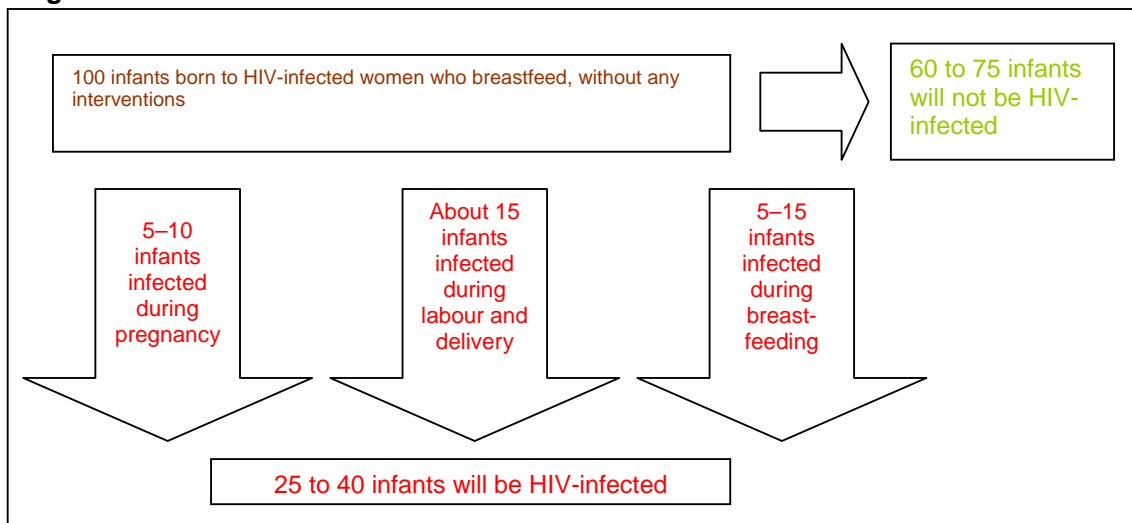 100 infants born to HIV-infected women who breastfeed, without any
interventions
60 to 75 infants
will not be HIV-
infected
5–10
infants
infected
during
pregnancy
About 15
infants
infected
during
labour and
delivery
5–15
infants
infected
during
breast-
feeding
25 to 40 infants will be HIV-infected